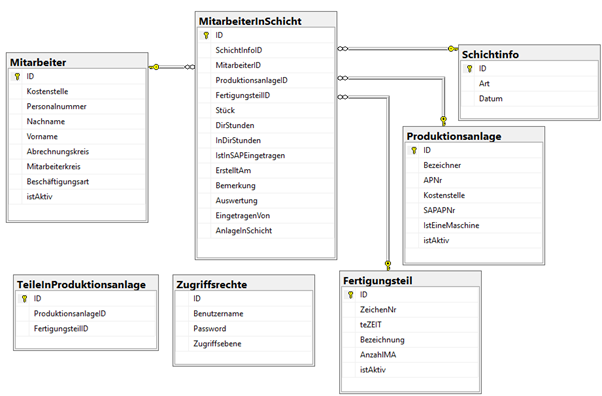 MitarbeiterInSchicht
ID
SchichtInfoID
MitarbeiterID
ProduktionsanlageID
FertigungsteilID
Stück
DirStunden
InDirStunden
IstInSAPEingetragen
ErstelltAm
Bemerkung
Auswertung
EingetragenVon
AnlageInSchicht
Mitarbeiter
ID
Kostenstelle
Personalnummer
Nachname
Vorname
Abrechnungskreis
Mitarbeiterkreis
Beschäftigungsart
istAktiv
Schichtinfo
ID
Art
Datum
Produktionsanlage
ID
Bezeichner
APNr
Kostenstelle
SAPAPNr
IstEineMaschine
istAktiv
TeileInProduktionsanlage
ID
ProduktionsanlageID
FertigungsteilID
Zugriffsrechte
ID
Benutzername
Password
Zugriffsebene
Fertigungsteil
ID
ZeichenNr
teZEIT
Bezeichnung
AnzahlMA
istAktiv